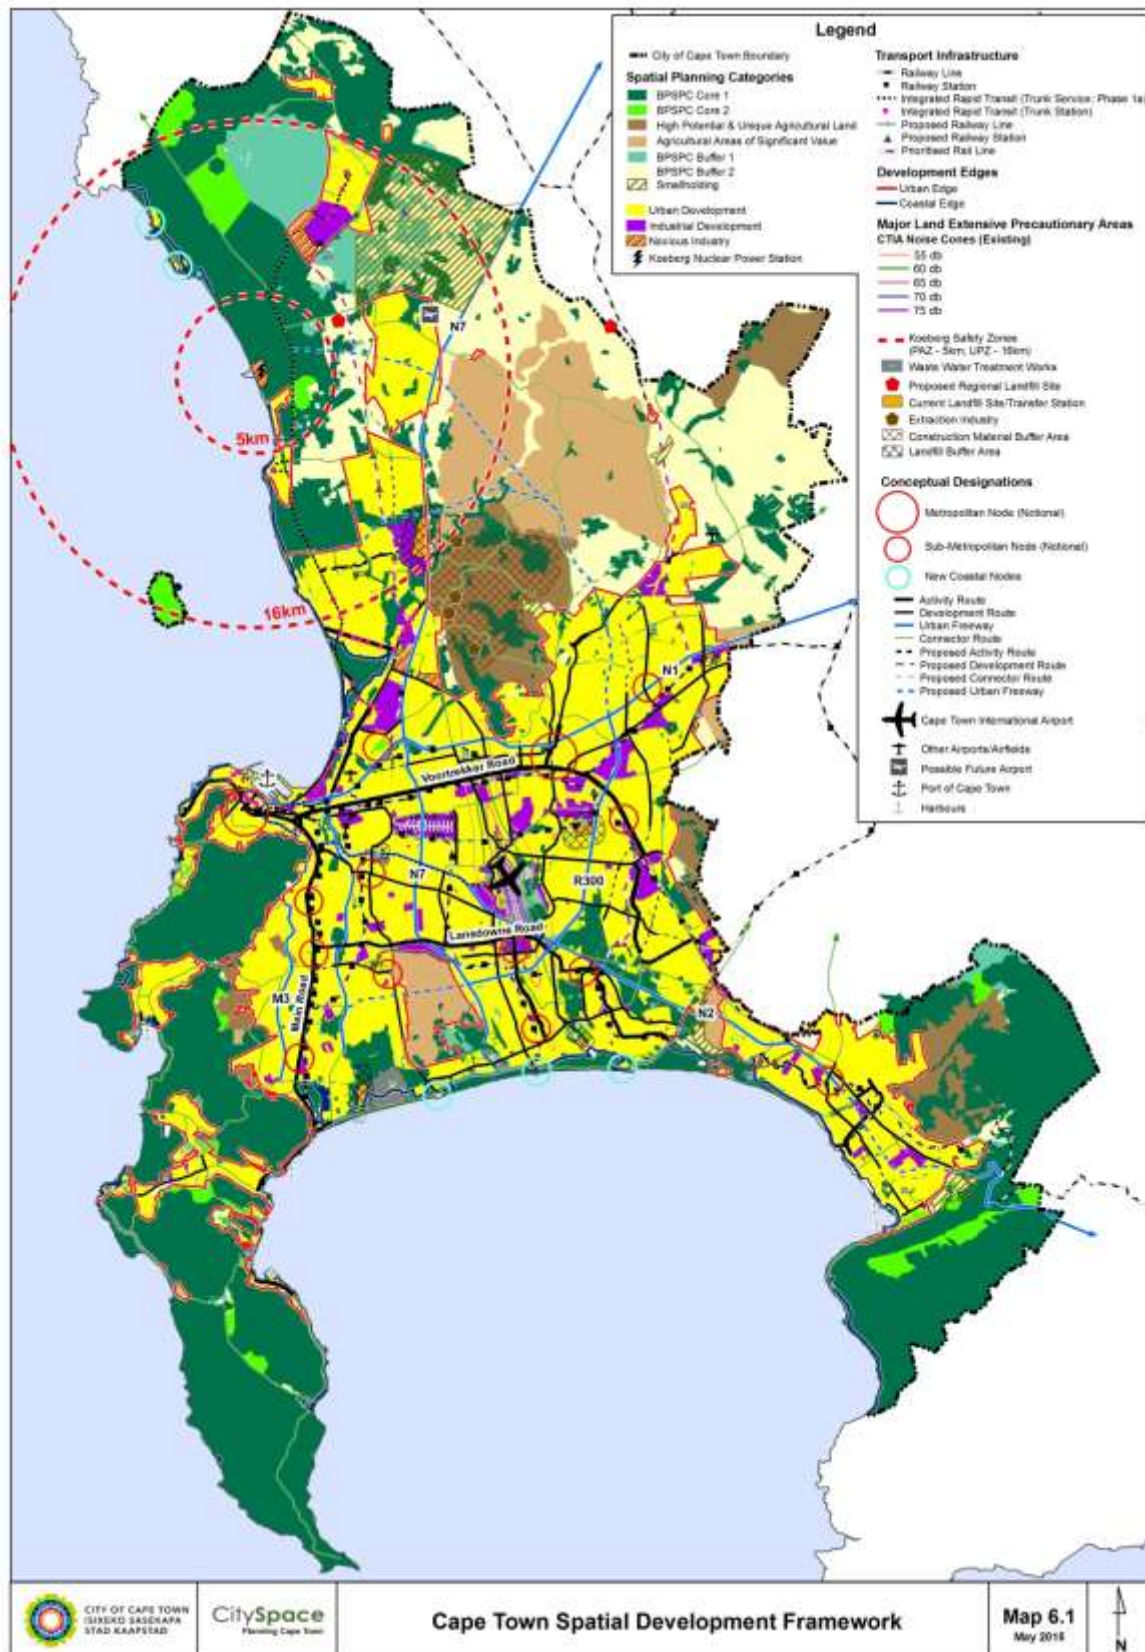 Legend
City of Cape Town Boundary
Spatial Planning Categories
BPSPC Core 1
BPSPC Core 2
High Potential & Unique Agricultural Land
Agricultural Areas of Significant Value
BPSPC Buffer 1
BPSPC Buffer 2
Smallholding
Urban Development
Industrial Development
Noxious Industry
Koeberg Nuclear Power Station
Transport Infrastructure
Railway Line
Railway Station
Integrated Rapid Transit (Trunk Service: Phase 1a)
Integrated Rapid Transit (Trunk Station)
Proposed Railway Line
Proposed Railway Station
Prioritised Rail Line
Development Edges
Urban Edge
Coastal Edge
Major Land Extensive Precautionary Areas
CTIA Noise Cones (Existing)
55 db
60 db
65 db
70 db
75 db
Koeberg Safety Zones
(PAZ - 5km; UPZ - 16km)
Waste Water Treatment Works
Proposed Regional Landfill Site
Current Landfill Site/Transfer Station
Extraction Industry
Construction Material Buffer Area
Landfill Buffer Area
Conceptual Designations
Metropolitan Node (Notional)
Sub-Metropolitan Node (Notional)
New Coastal Nodes
Activity Route
Development Route
Urban Freeway
Connector Route
Proposed Activity Route
Proposed Development Route
Proposed Connector Route
Proposed Urban Freeway
Cape Town International Airport
Other Airports/Airfields
Possible Future Airport
Port of Cape Town
Harbours
N7
5km
16km
N1
Voortrekker Road
N7
R300
Lansdowne Road
M3
Main Road
N2
CITY OF CAPE TOWN
ISIXEKO SASEKAPA
STAD KAAPSTAD
CitySpace
Planning Cape Town
Cape Town Spatial Development Framework
Map 6.1
N